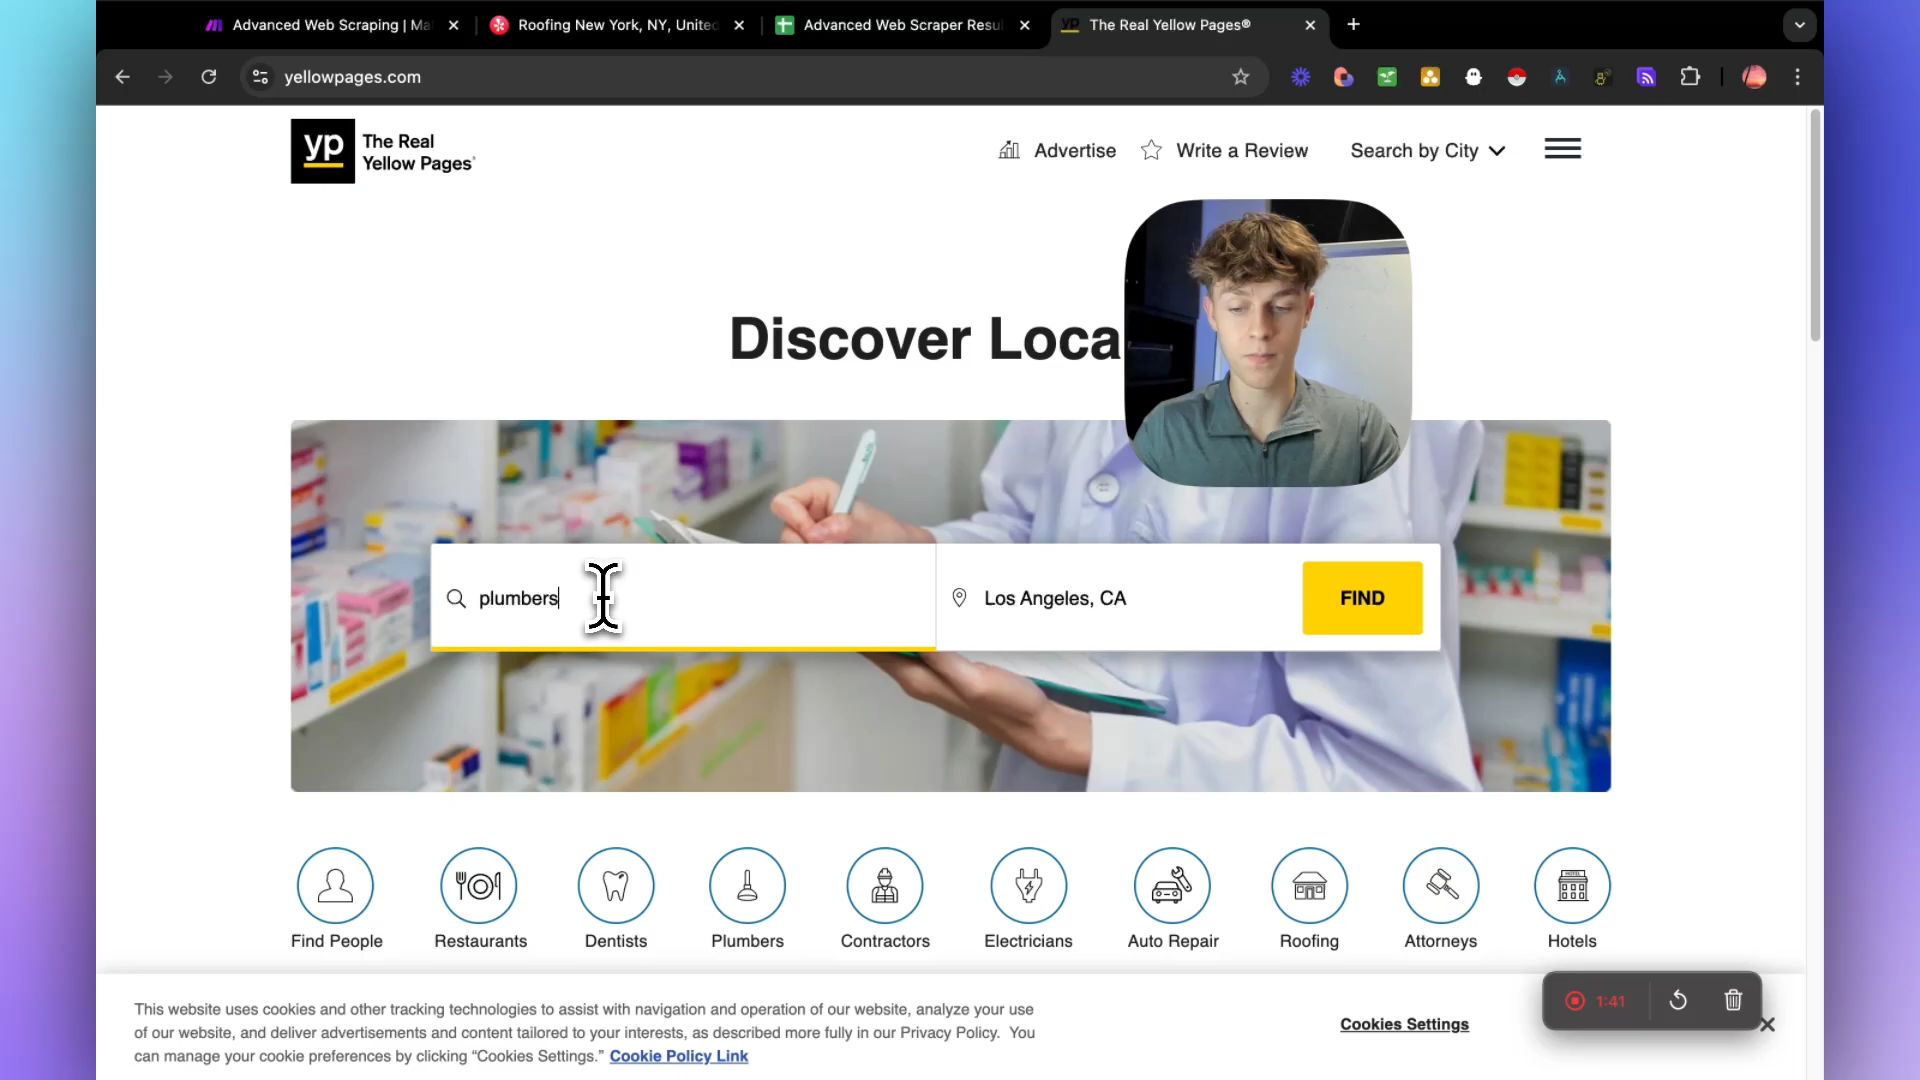 Advanced Web Scraping | Ma
Roofing New York, NY, Unite
Advanced Web Scraper Resu
The Real Yellow Pages®
yellowpages.com
yp The Real
Yellow Pages
Advertise
Write a Review
Search by City
Discover Loca
plumbers
Los Angeles, CA
FIND
Find People
Restaurants
Dentists
Plumbers
Contractors
Electricians
Auto Repair
Roofing
HOTEL
Attorneys
Hotels
This website uses cookies and other tracking technologies to assist with navigation and operation of our website, analyze your use
of our website, and deliver advertisements and content tailored to your interests, as described more fully in our Privacy Policy. You
can manage your cookie preferences by clicking “Cookies Settings.” Cookie Policy Link
Cookies Settings
1:41